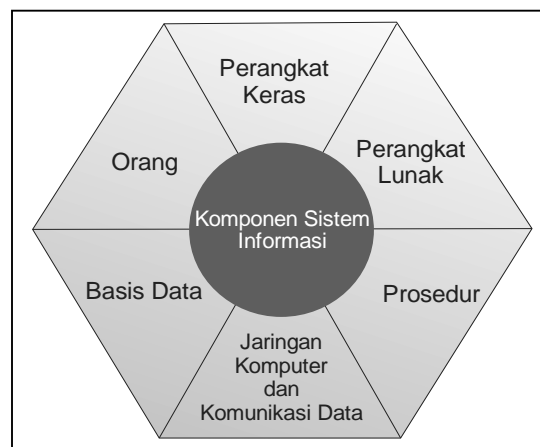 Perangkat
Keras
Perangkat
Lunak
Orang
Komponen Sistem
Informasi
Basis Data
Prosedur
Jaringan
Komputer
dan
Komunikasi Data